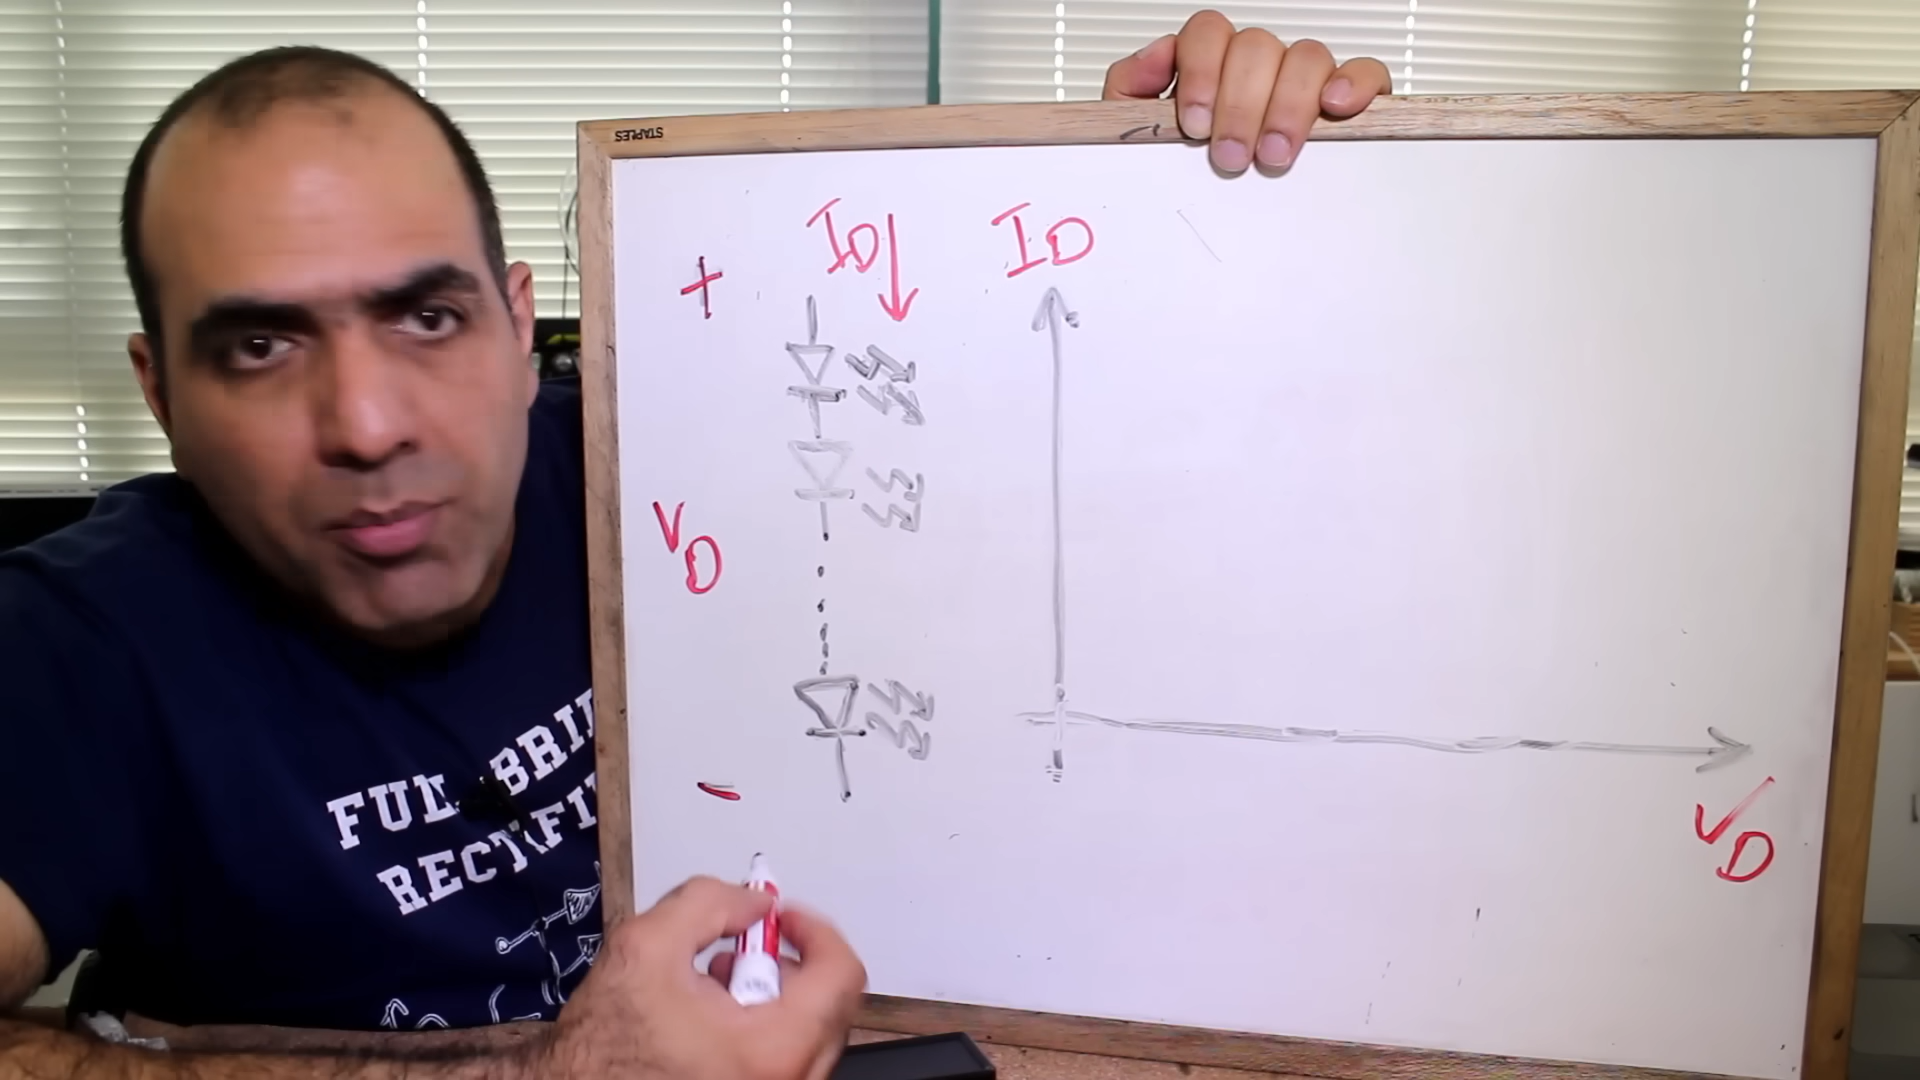 STAPLES
+
ID
ID
VD
-
VD
FULL BRI
RECTIFI